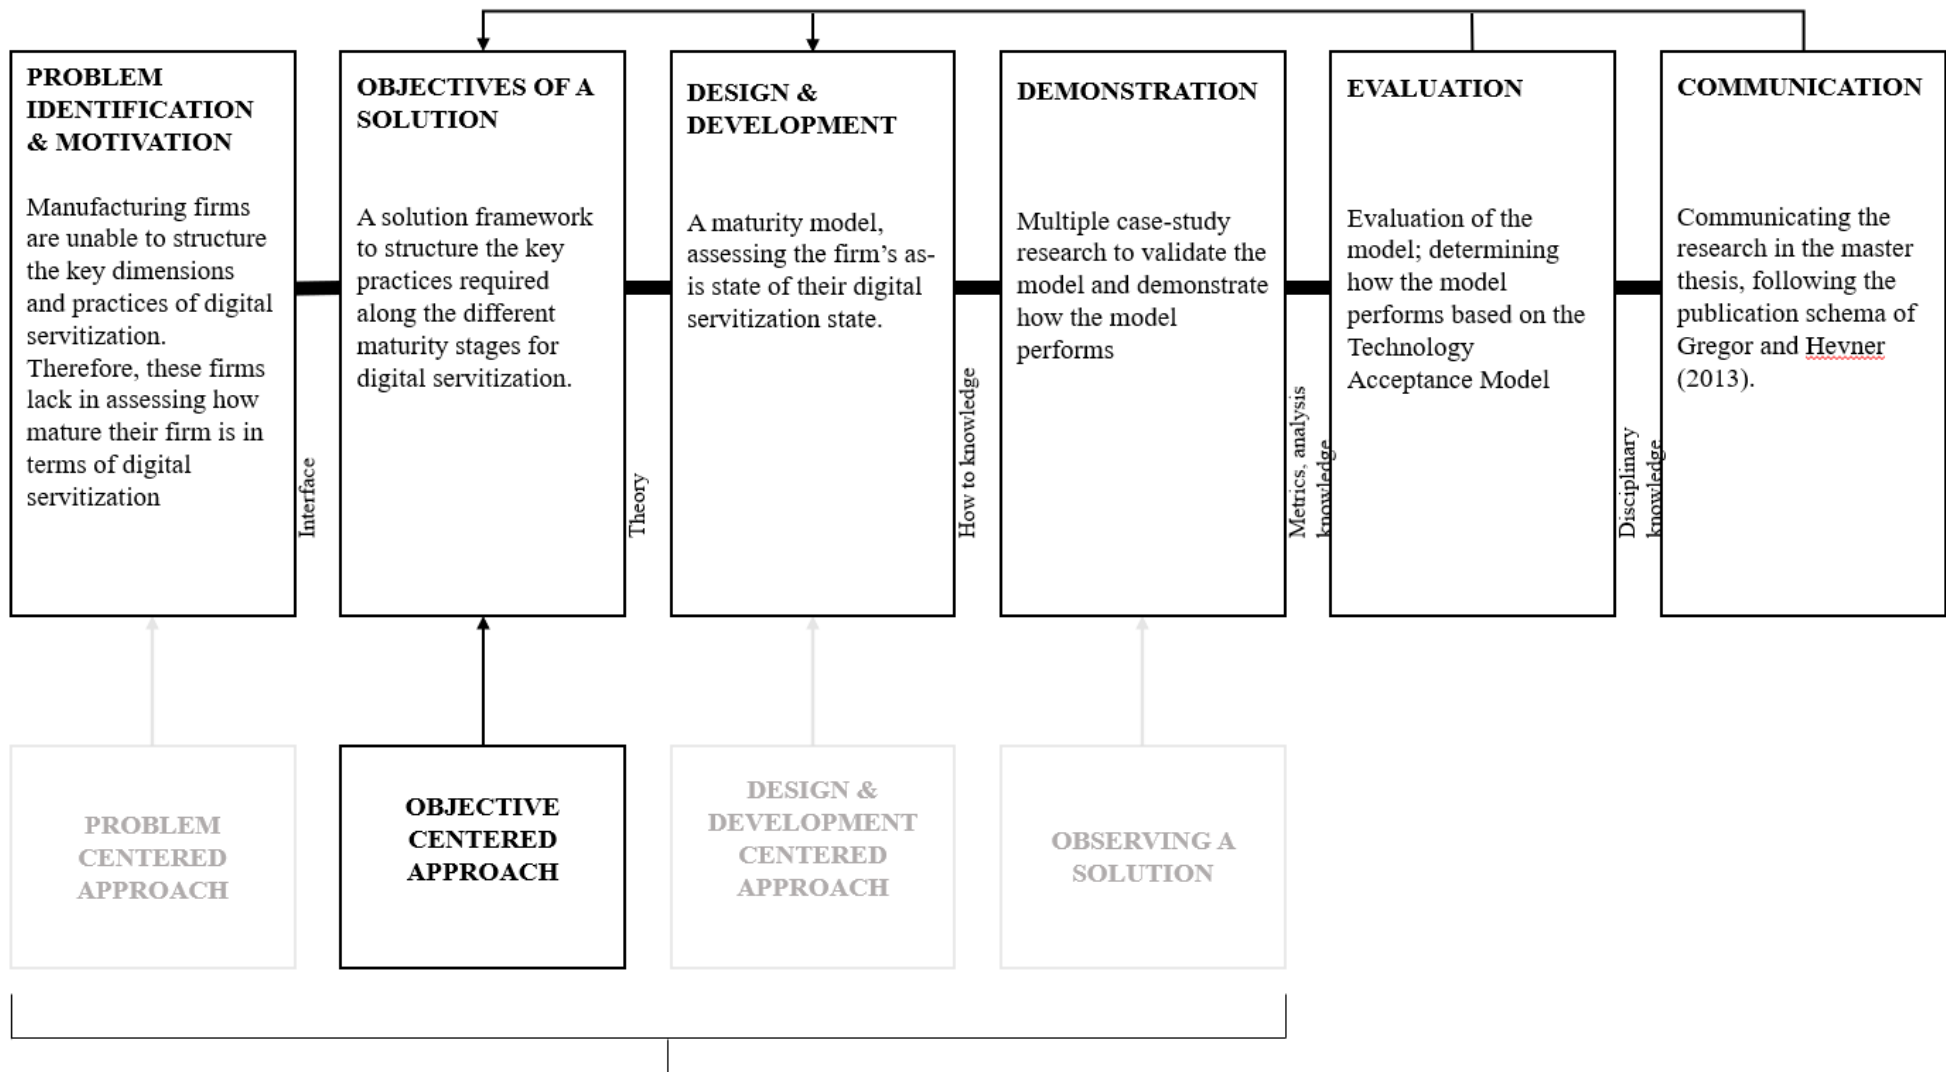 PROBLEM
IDENTIFICATION
& MOTIVATION
Manufacturing firms
are unable to structure
the key dimensions
and practices of digital
servitization.
Therefore, these firms
lack in assessing how
mature their firm is in
terms of digital
servitization
Interface
OBJECTIVES OF A
SOLUTION
A solution framework
to structure the key
practices required
along the different
maturity stages for
digital servitization.
Theory
DESIGN &
DEVELOPMENT
A maturity model,
assessing the firm’s as-
is state of their digital
servitization state.
How to knowledge
DEMONSTRATION
Multiple case-study
research to validate the
model and demonstrate
how the model
performs
Metrics, analysis
knowledge
EVALUATION
Evaluation of the
model; determining
how the model
performs based on the
Technology
Acceptance Model
Disciplinary
knowledge
COMMUNICATION
Communicating the
research in the master
thesis, following the
publication schema of
Gregor and Hevner
(2013).
PROBLEM
CENTERED
APPROACH
OBJECTIVE
CENTERED
APPROACH
DESIGN &
DEVELOPMENT
CENTERED
APPROACH
OBSERVING A
SOLUTION